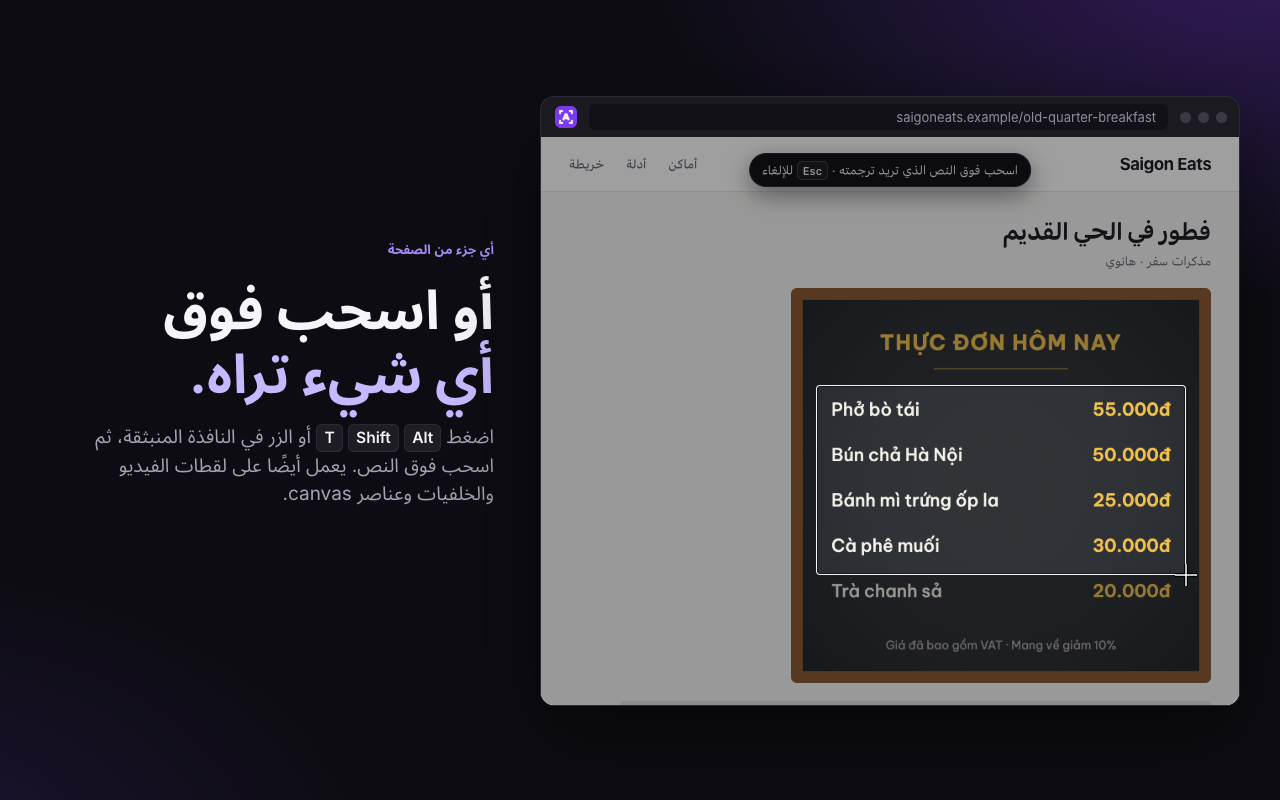 أي جزء من الصفحة
أو اسحب فوق
أي شيء تراه.
اضغط Alt Shift T أو الزر في النافذة المنبثقة، ثم
اسحب فوق النص. يعمل أيضًا على لقطات الفيديو
والخلفيات وعناصر canvas.
saigoneats.example/old-quarter-breakfast
Saigon Eats
اسحب فوق النص الذي تريد ترجمته · Esc للإلغاء
أماكن أدلة خريطة
فطور في الحي القديم
مذكرات سفر · هانوي
THỰC ĐƠN HÔM NAY
Phở bò tái 55.000đ
Bún chả Hà Nội 50.000đ
Bánh mì trứng ốp la 25.000đ
Cà phê muối 30.000đ
Trà chanh sả 20.000đ
Giá đã bao gồm VAT · Mang về giảm 10%